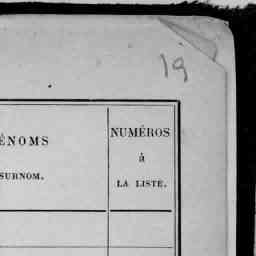 19
ÉNOMS
SURNOM.
NUMÉROS
à
LA LISTE.